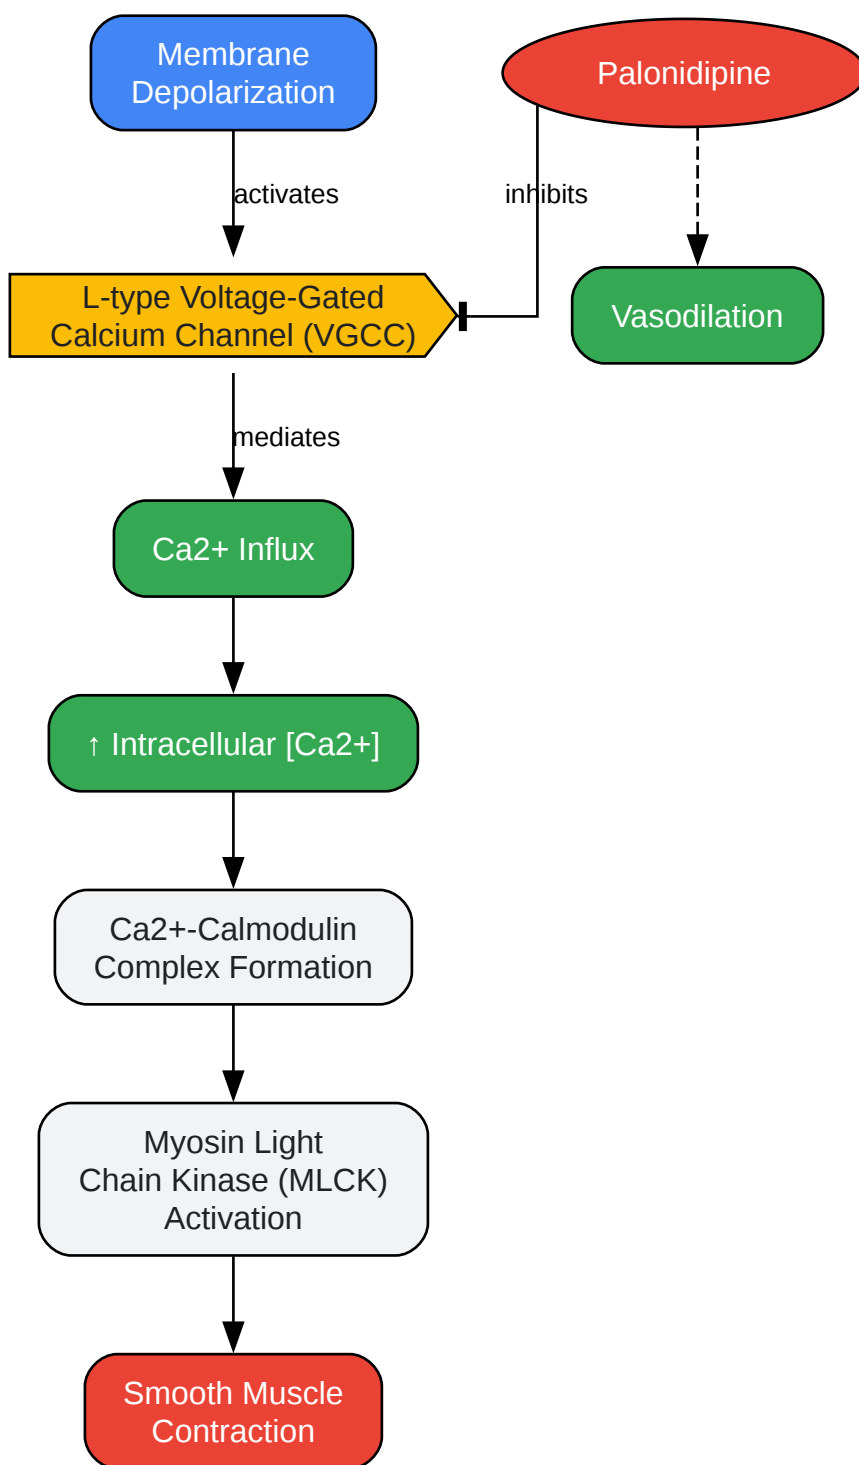 Membrane
Depolarization
Palonidipine
activates
inhibits
L-type Voltage-Gated
Calcium Channel (VGCC)
Vasodilation
mediates
Ca2+ Influx
↑ Intracellular [Ca2+]
Ca2+-Calmodulin
Complex Formation
Myosin Light
Chain Kinase (MLCK)
Activation
Smooth Muscle
Contraction